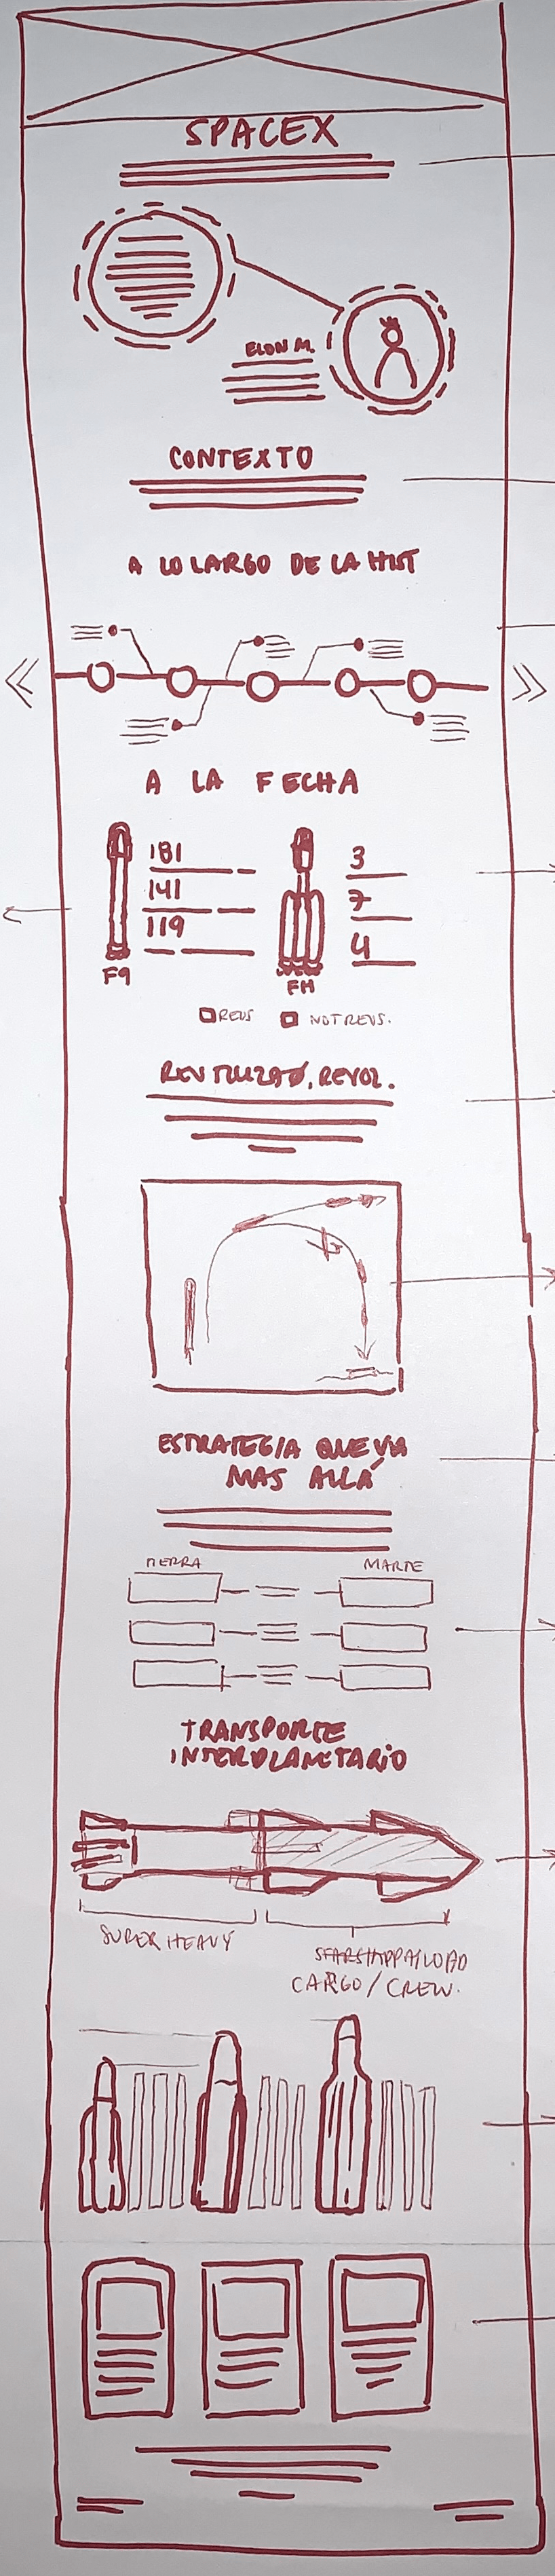 SPACEX
ELON M.
CONTEXTO
A LO LARGO DE LA HIST
A LA FECHA
181
141
119
3
7
4
F9
FH
REUS
NOT REUS.
REUTILIZAD, REVOL.
ESTRATEGIA QUE VA
MAS ALLÁ
TIERRA
MARTE
TRANSPORTE
INTERPLANETARIO
SUPER HEAVY
STARSHIP PAYLOAD
CARGO / CREW.